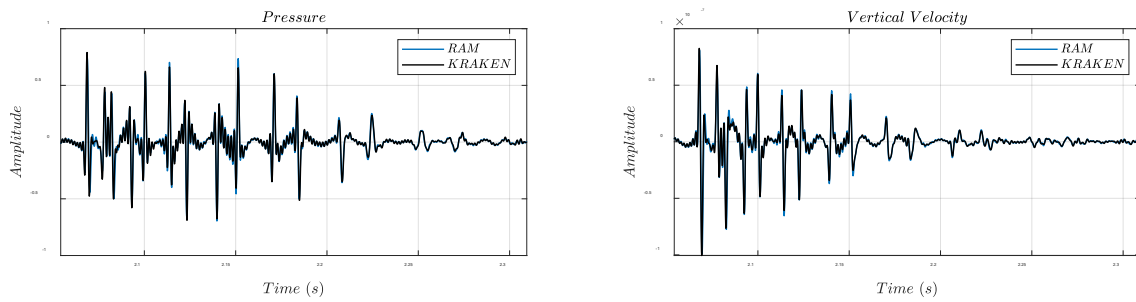 Pressure
1
0.5
0
-0.5
-1
2.1
2.15
2.2
2.25
2.3
Amplitude
Time (s)
RAM
KRAKEN
Vertical Velocity
× 10
1
0.5
0
-0.5
-1
2.1
2.15
2.2
2.25
2.3
Amplitude
Time (s)
RAM
KRAKEN